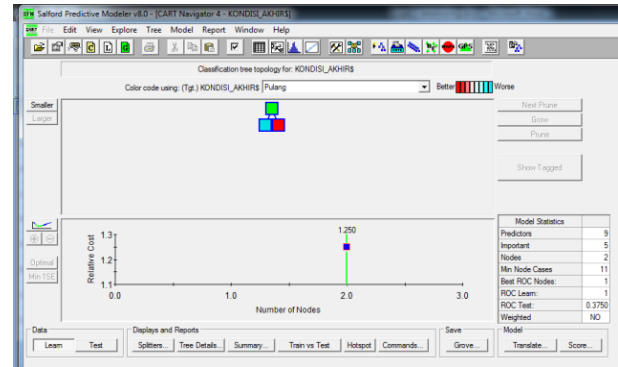 Salford Predictive Modeler v8.0 - [CART Navigator 4 - KONDISI_AKHIR$]
File Edit View Explore Tree Model Report Window Help
Classification tree topology for: KONDISI_AKHIR$
Color code using: (Tgt.) KONDISI_AKHIR$ Pulang Better Worse
Smaller
Larger
Next Prune
Grow
Prune
Show Tagged
Optimal
Min 1SE
Relative Cost
1.3
1.2
1.1
1.250
0.0 1.0 2.0 3.0
Number of Nodes
Model Statistics
Predictors 9
Important 5
Nodes 2
Min Node Cases 11
Best ROC Nodes: 1
ROC Learn: 1
ROC Test: 0.3750
Weighted NO
Data Displays and Reports Save Model
Learn Test Splitters... Tree Details... Summary... Train vs Test Hotspot Commands... Grove... Translate... Score...